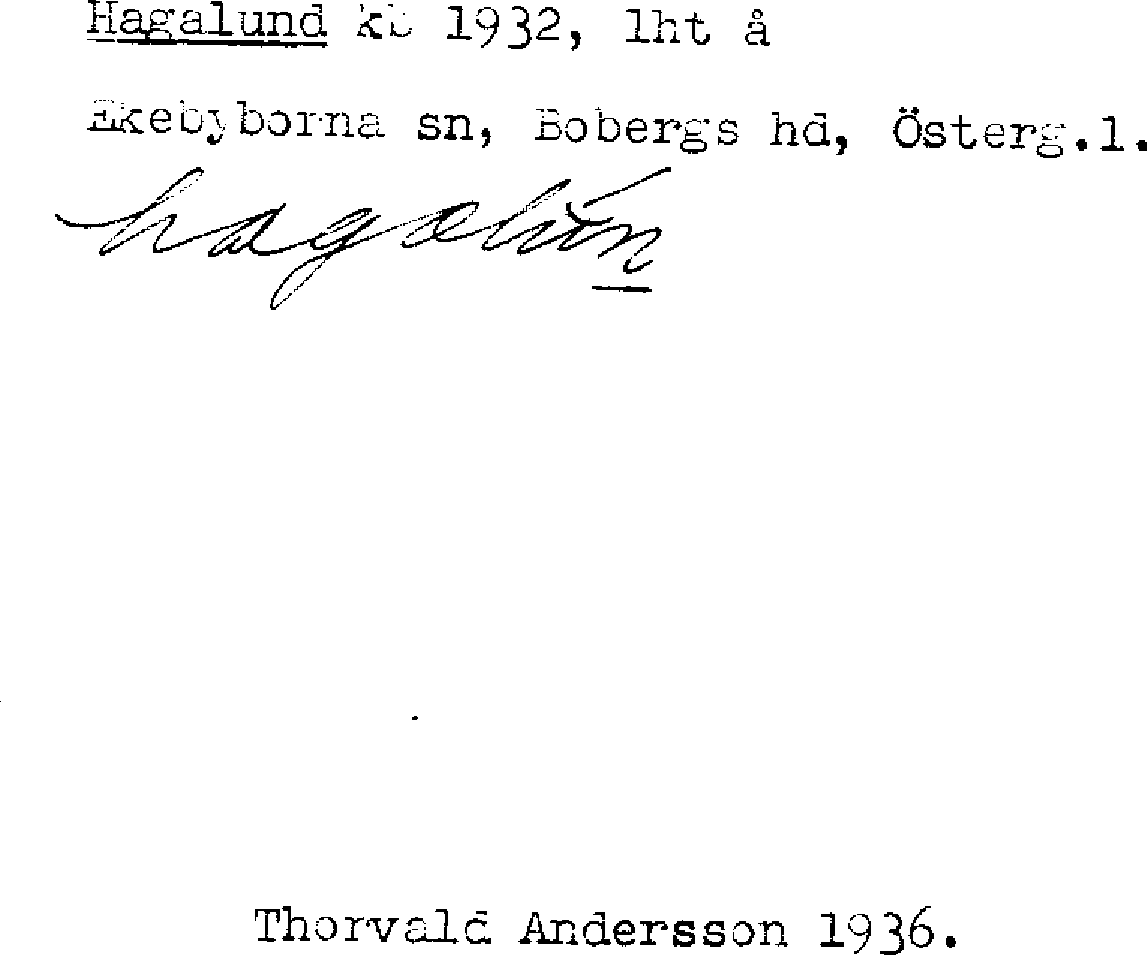 Hagalund kb 1932, lht å
Ekebyborna sn, Bobergs hd, Österg.l.
hagalun
Thorvald Andersson 1936.